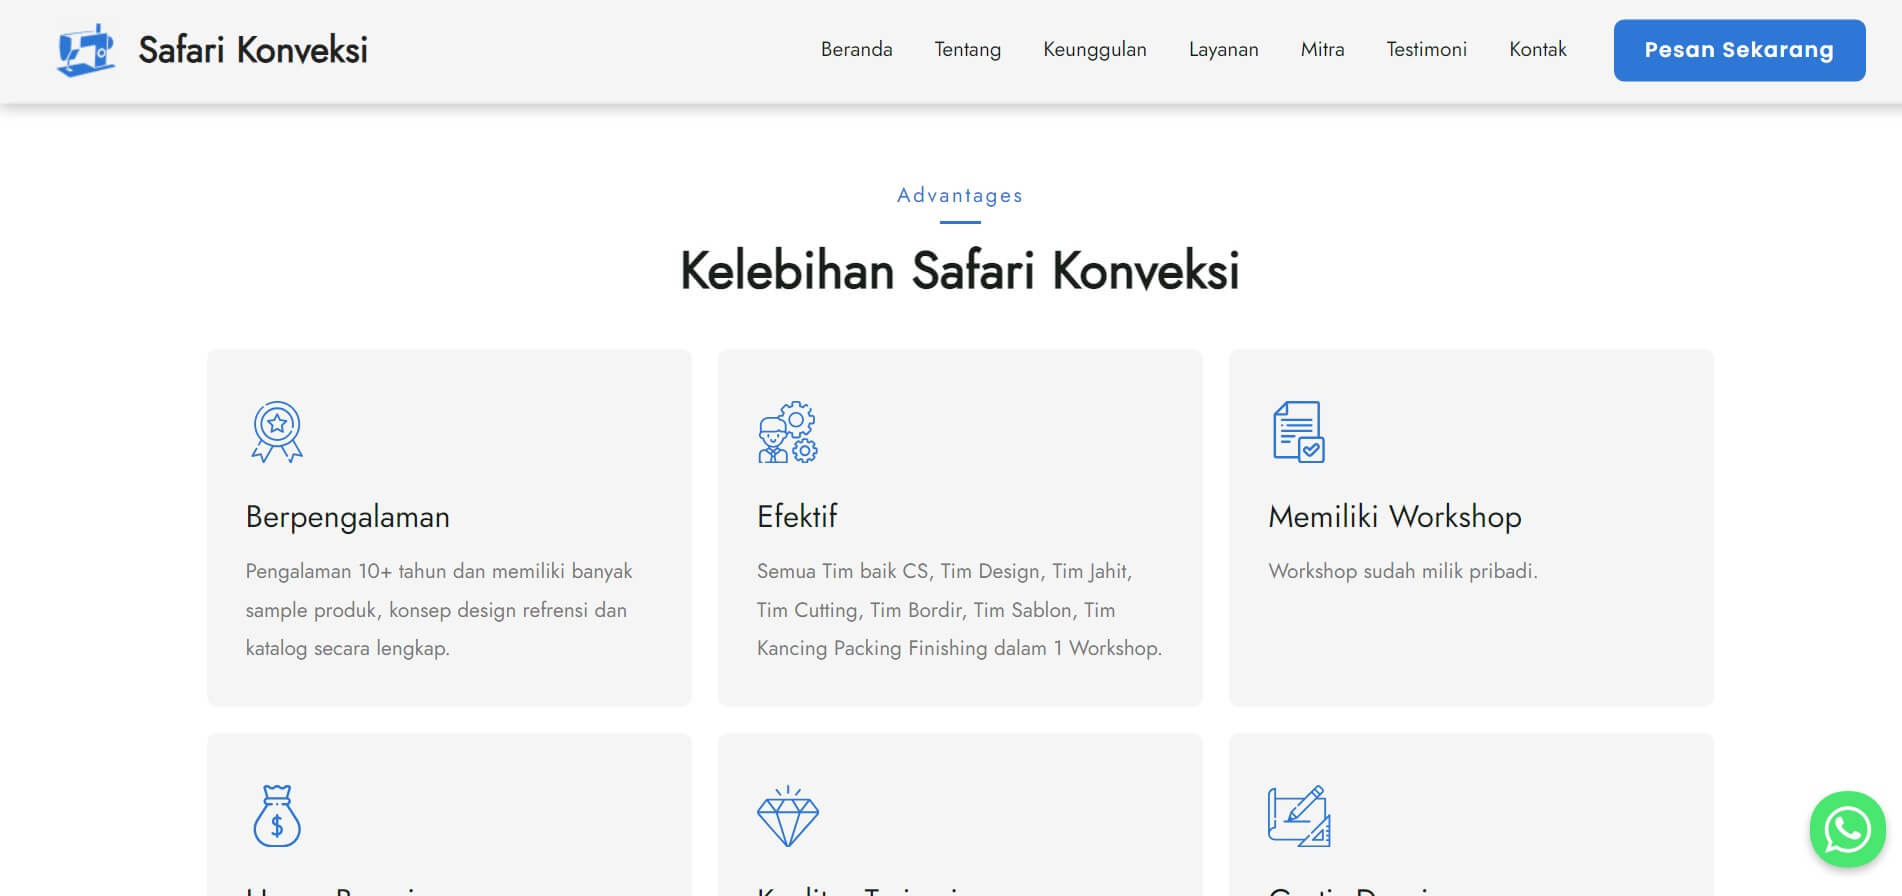 Safari Konveksi
Beranda Tentang Keunggulan Layanan Mitra Testimoni Kontak Pesan Sekarang
Advantages
Kelebihan Safari Konveksi
Berpengalaman
Pengalaman 10+ tahun dan memiliki banyak
sample produk, konsep design refrensi dan
katalog secara lengkap.
Efektif
Semua Tim baik CS, Tim Design, Tim Jahit,
Tim Cutting, Tim Bordir, Tim Sablon, Tim
Kancing Packing Finishing dalam 1 Workshop.
Memiliki Workshop
Workshop sudah milik pribadi.
$